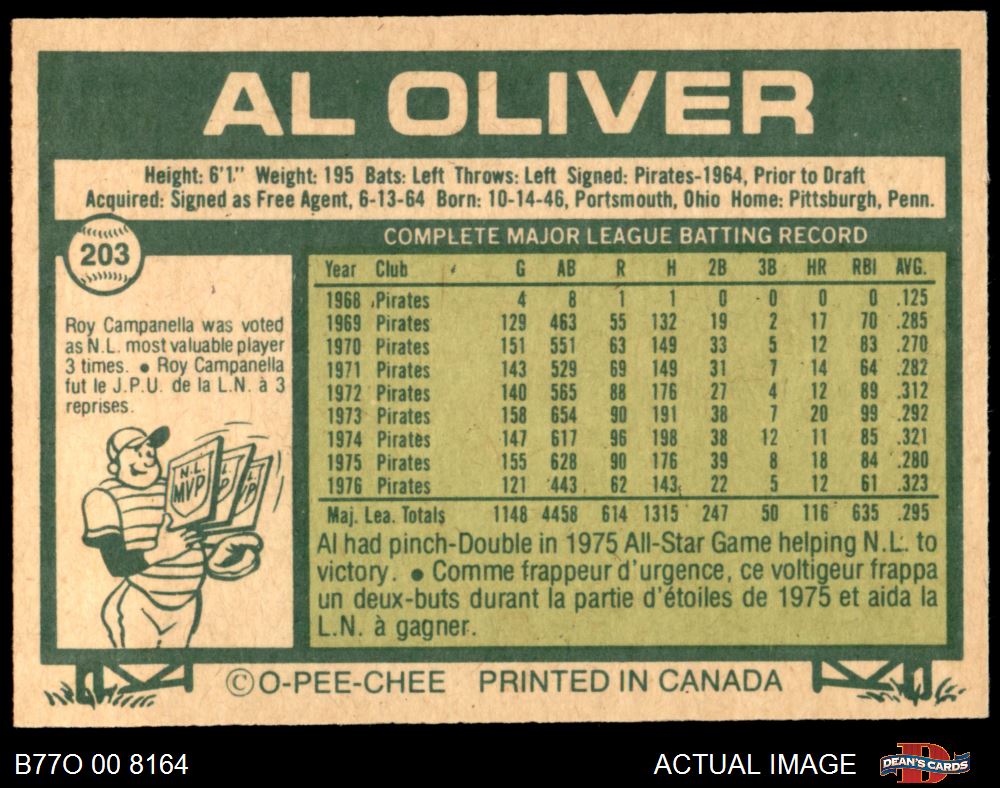 AL OLIVER
Height: 6'1." Weight: 195 Bats: Left Throws: Left Signed: Pirates-1964, Prior to Draft
Acquired: Signed as Free Agent, 6-13-64 Born: 10-14-46, Portsmouth, Ohio Home: Pittsburgh, Penn.
203
COMPLETE MAJOR LEAGUE BATTING RECORD
Year Club G AB R H 2B 3B HR RBI AVG.
1968 Pirates 4 8 1 1 0 0 0 0 .125
1969 Pirates 129 463 55 132 19 2 17 70 .285
1970 Pirates 151 551 63 149 33 5 12 83 .270
1971 Pirates 143 529 69 149 31 7 14 64 .282
1972 Pirates 140 565 88 176 27 4 12 89 .312
1973 Pirates 158 654 90 191 38 7 20 99 .292
1974 Pirates 147 617 96 198 38 12 11 85 .321
1975 Pirates 155 628 90 176 39 8 18 84 .280
1976 Pirates 121 443 62 143 22 5 12 61 .323
Maj. Lea. Totals 1148 4458 614 1315 247 50 116 635 .295
Al had pinch-Double in 1975 All-Star Game helping N.L. to
victory. ● Comme frappeur d'urgence, ce voltigeur frappa
un deux-buts durant la partie d'étoiles de 1975 et aida la
L.N. à gagner.
Roy Campanella was voted
as N.L. most valuable player
3 times. ● Roy Campanella
fut le J.P.U. de la L.N. à 3
reprises.
N.L.
MVP
© O-PEE-CHEE PRINTED IN CANADA
B77O 00 8164
ACTUAL IMAGE
DEAN'S CARDS